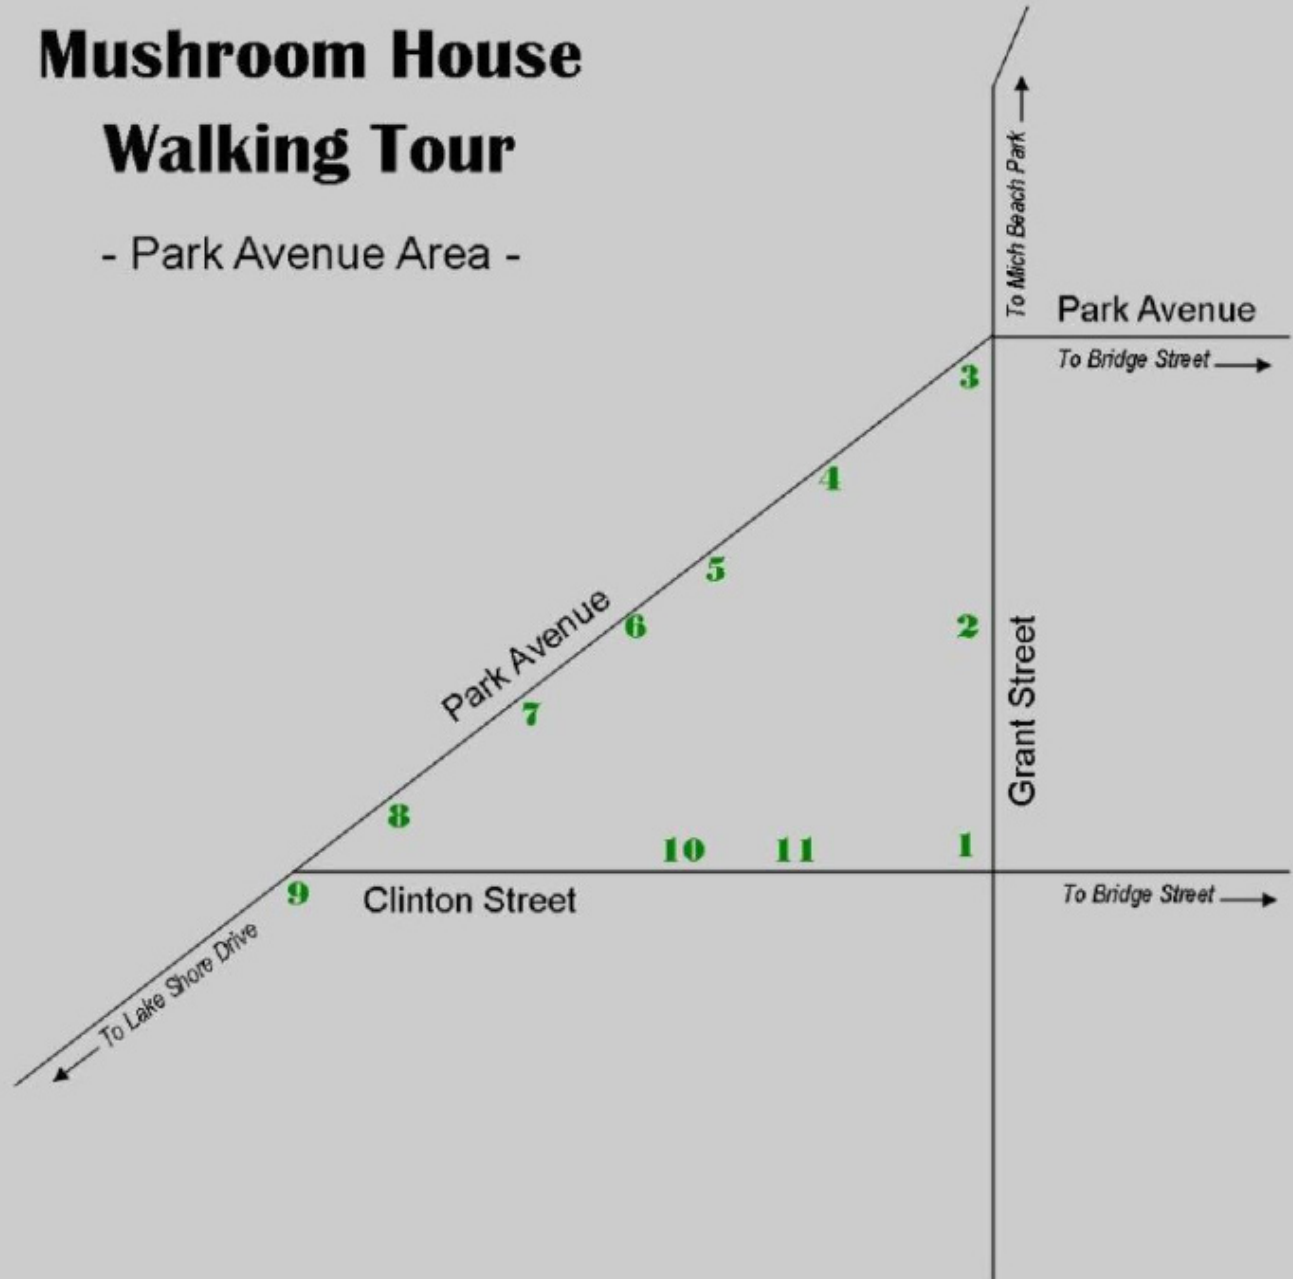 Mushroom House
Walking Tour
- Park Avenue Area -
To Mich Beach Park
Park Avenue
To Bridge Street
3
4
5
6
2
Park Avenue
Grant Street
7
8
10
11
1
9
Clinton Street
To Bridge Street
To Lake Shore Drive